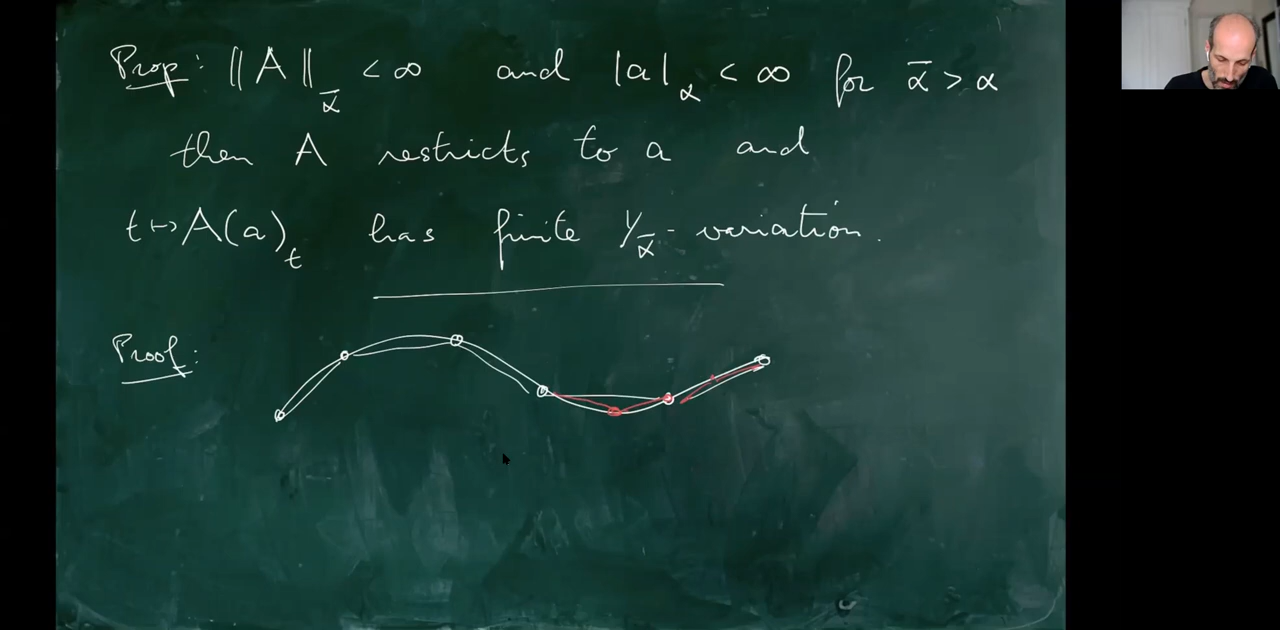 Prop: ‖A‖_ᾱ < ∞ and |a|_α < ∞ for ᾱ > α
then A restricts to a and
t ↦ A(a)_t has finite 1/ᾱ - variation.
Proof: